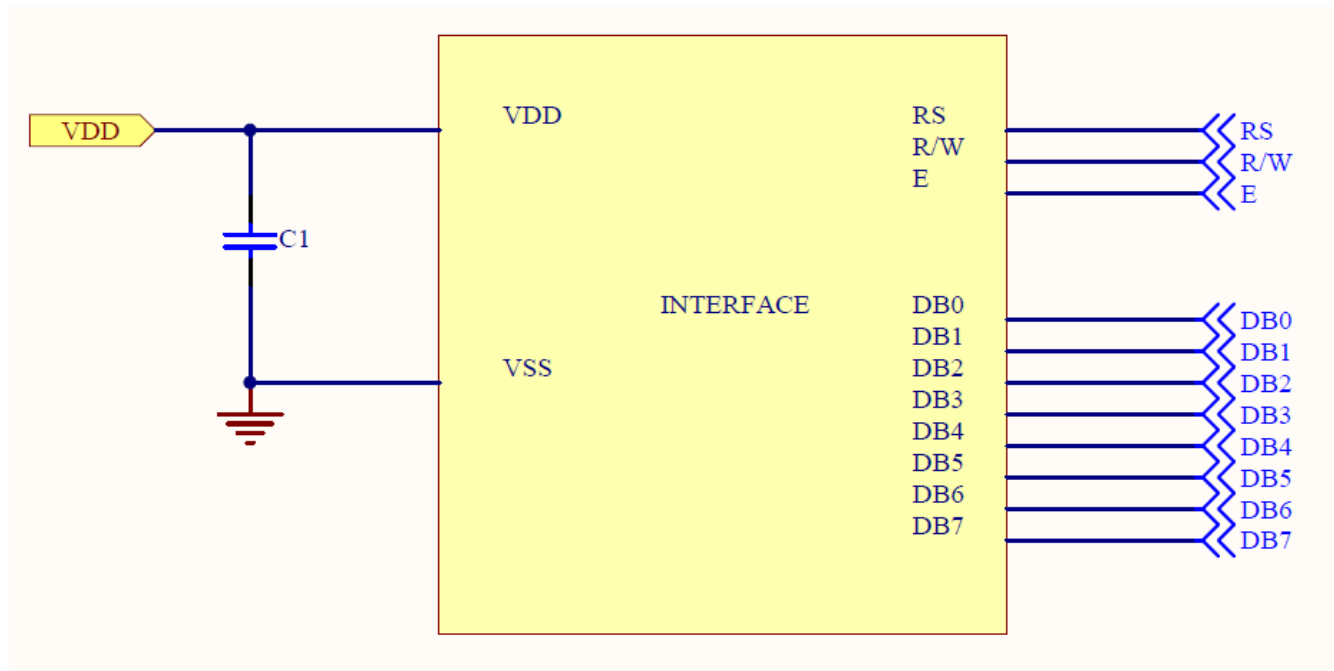 VDD
C1
VDD
VSS
INTERFACE
RS
R/W
E
DB0
DB1
DB2
DB3
DB4
DB5
DB6
DB7
RS
R/W
E
DB0
DB1
DB2
DB3
DB4
DB5
DB6
DB7